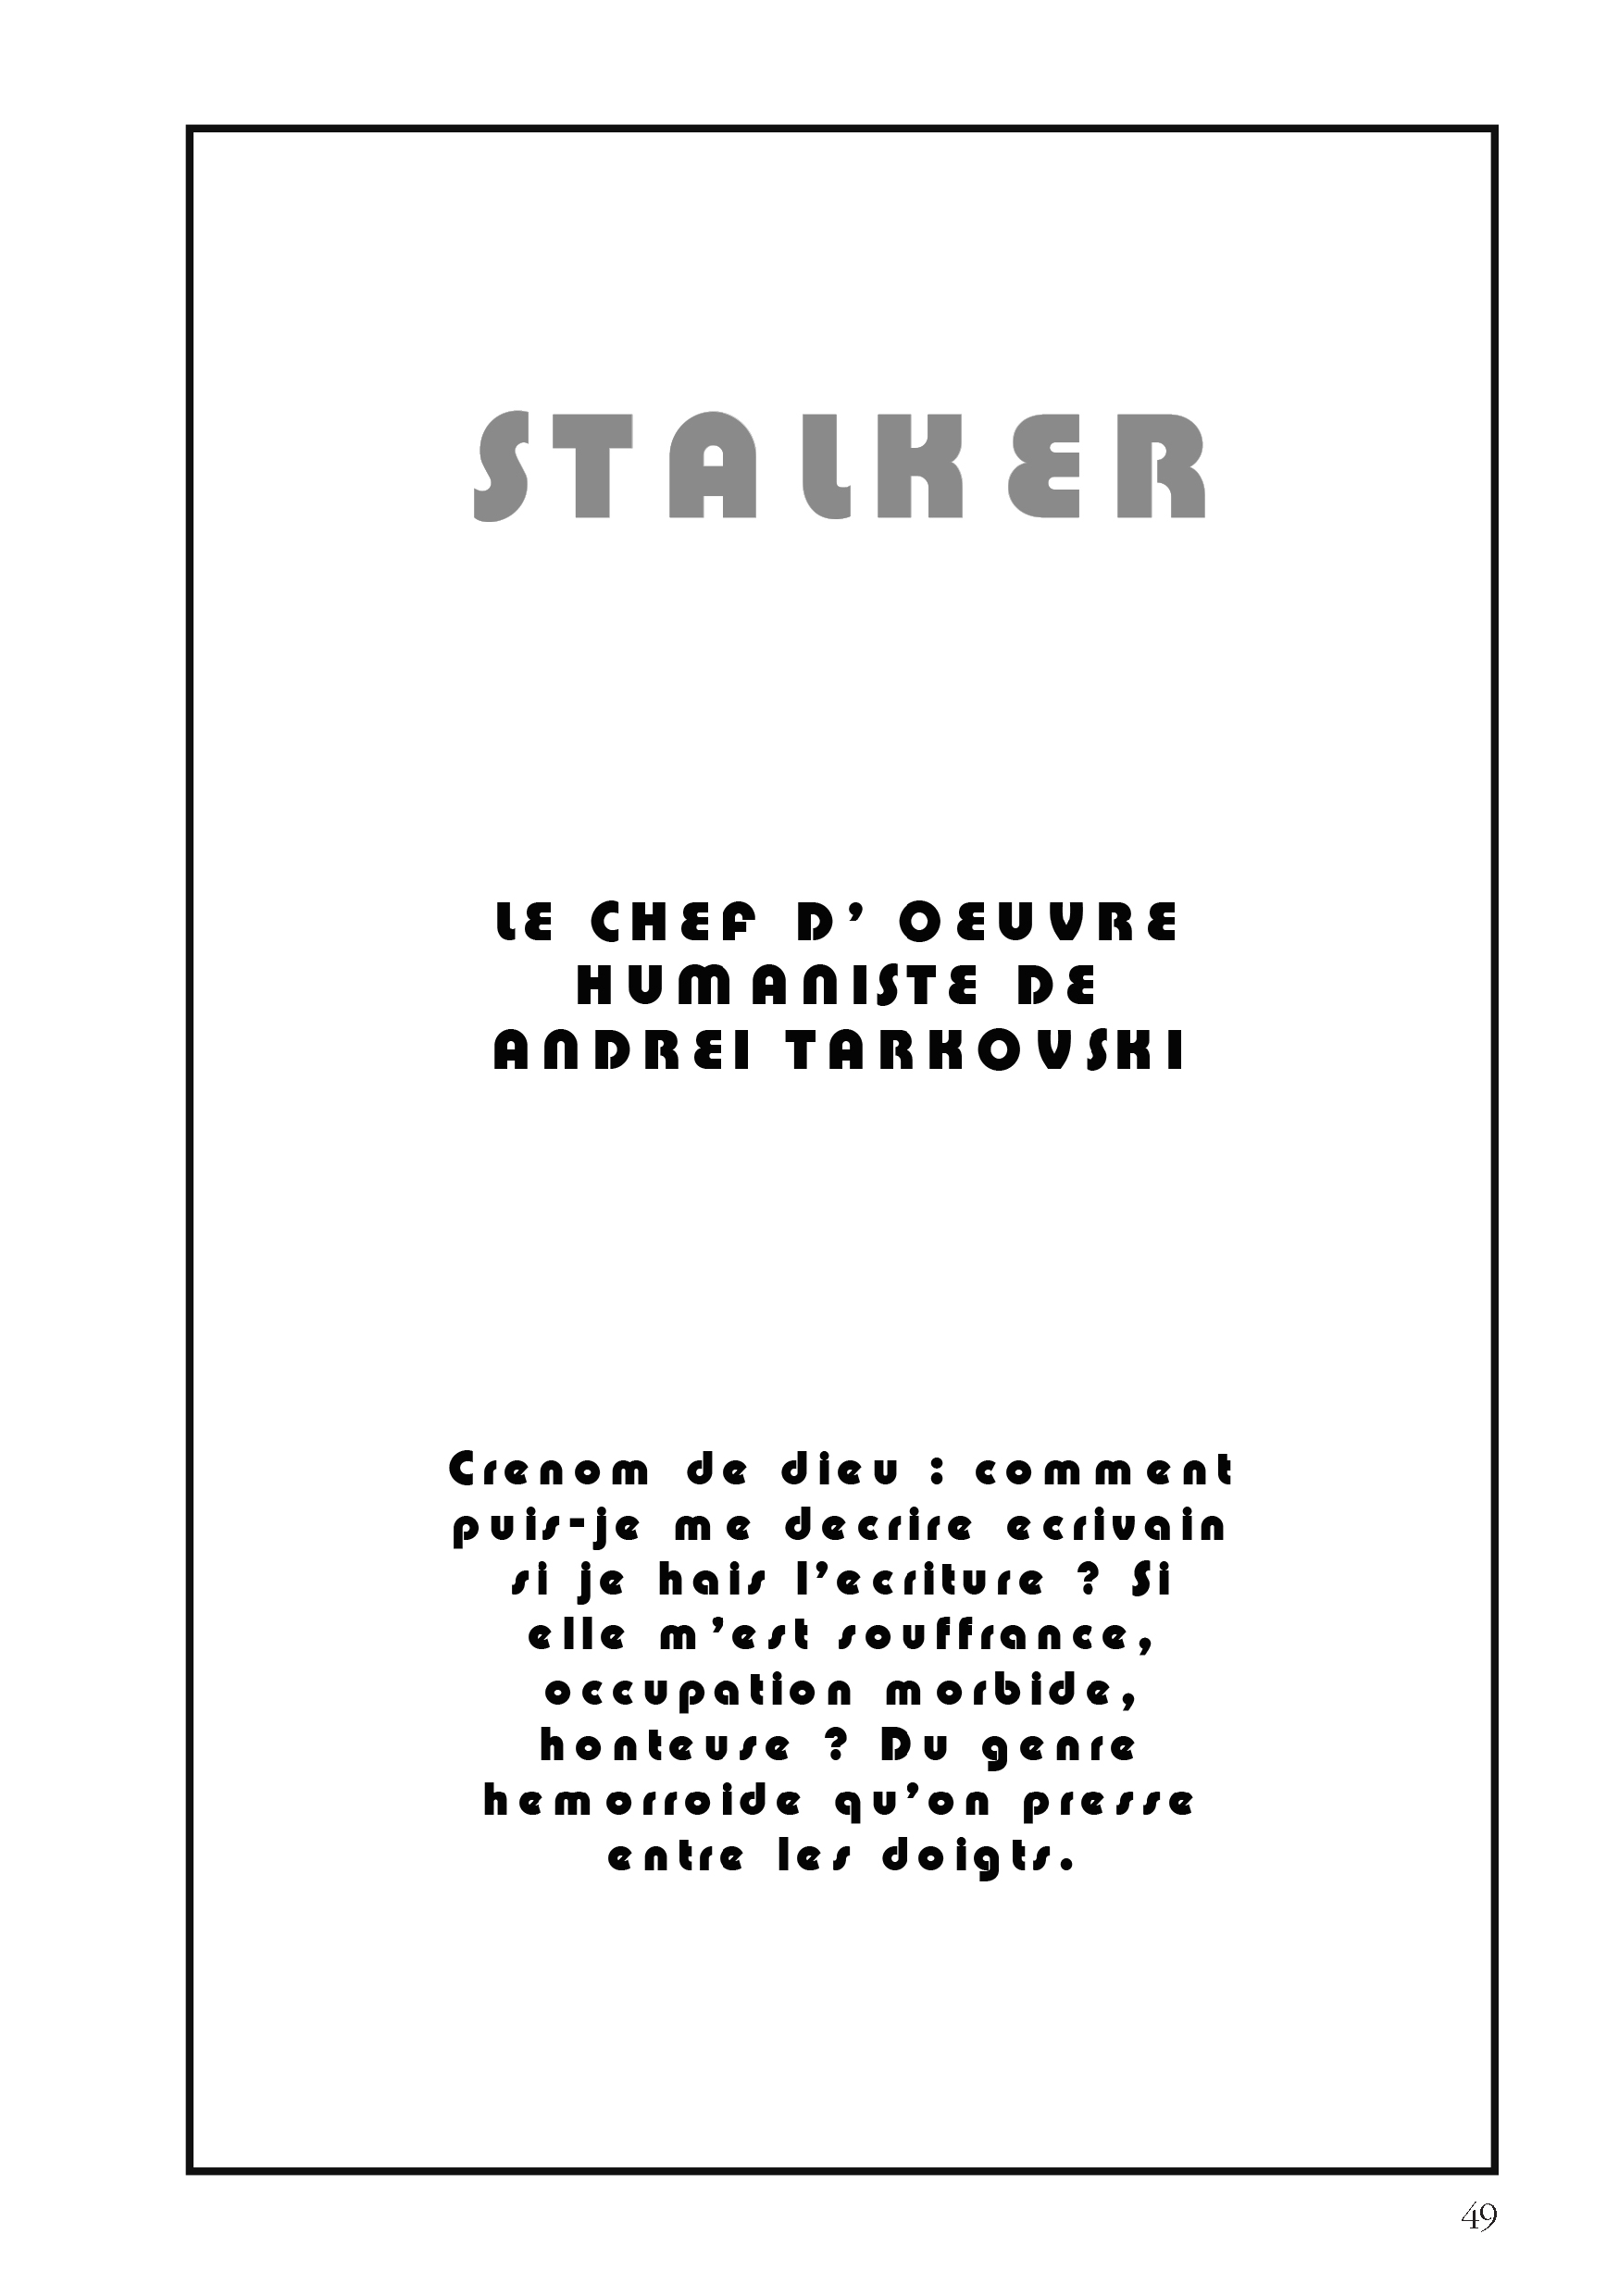 STALKER
LE CHEF D’ OEUVRE
HUMANISTE DE
ANDREI TARKOVSKI
Crenom de dieu : comment
puis-je me decrire ecrivain
si je hais l’ecriture ? Si
elle m’est souffrance,
occupation morbide,
honteuse ? Du genre
hemorroide qu’on presse
entre les doigts.
49